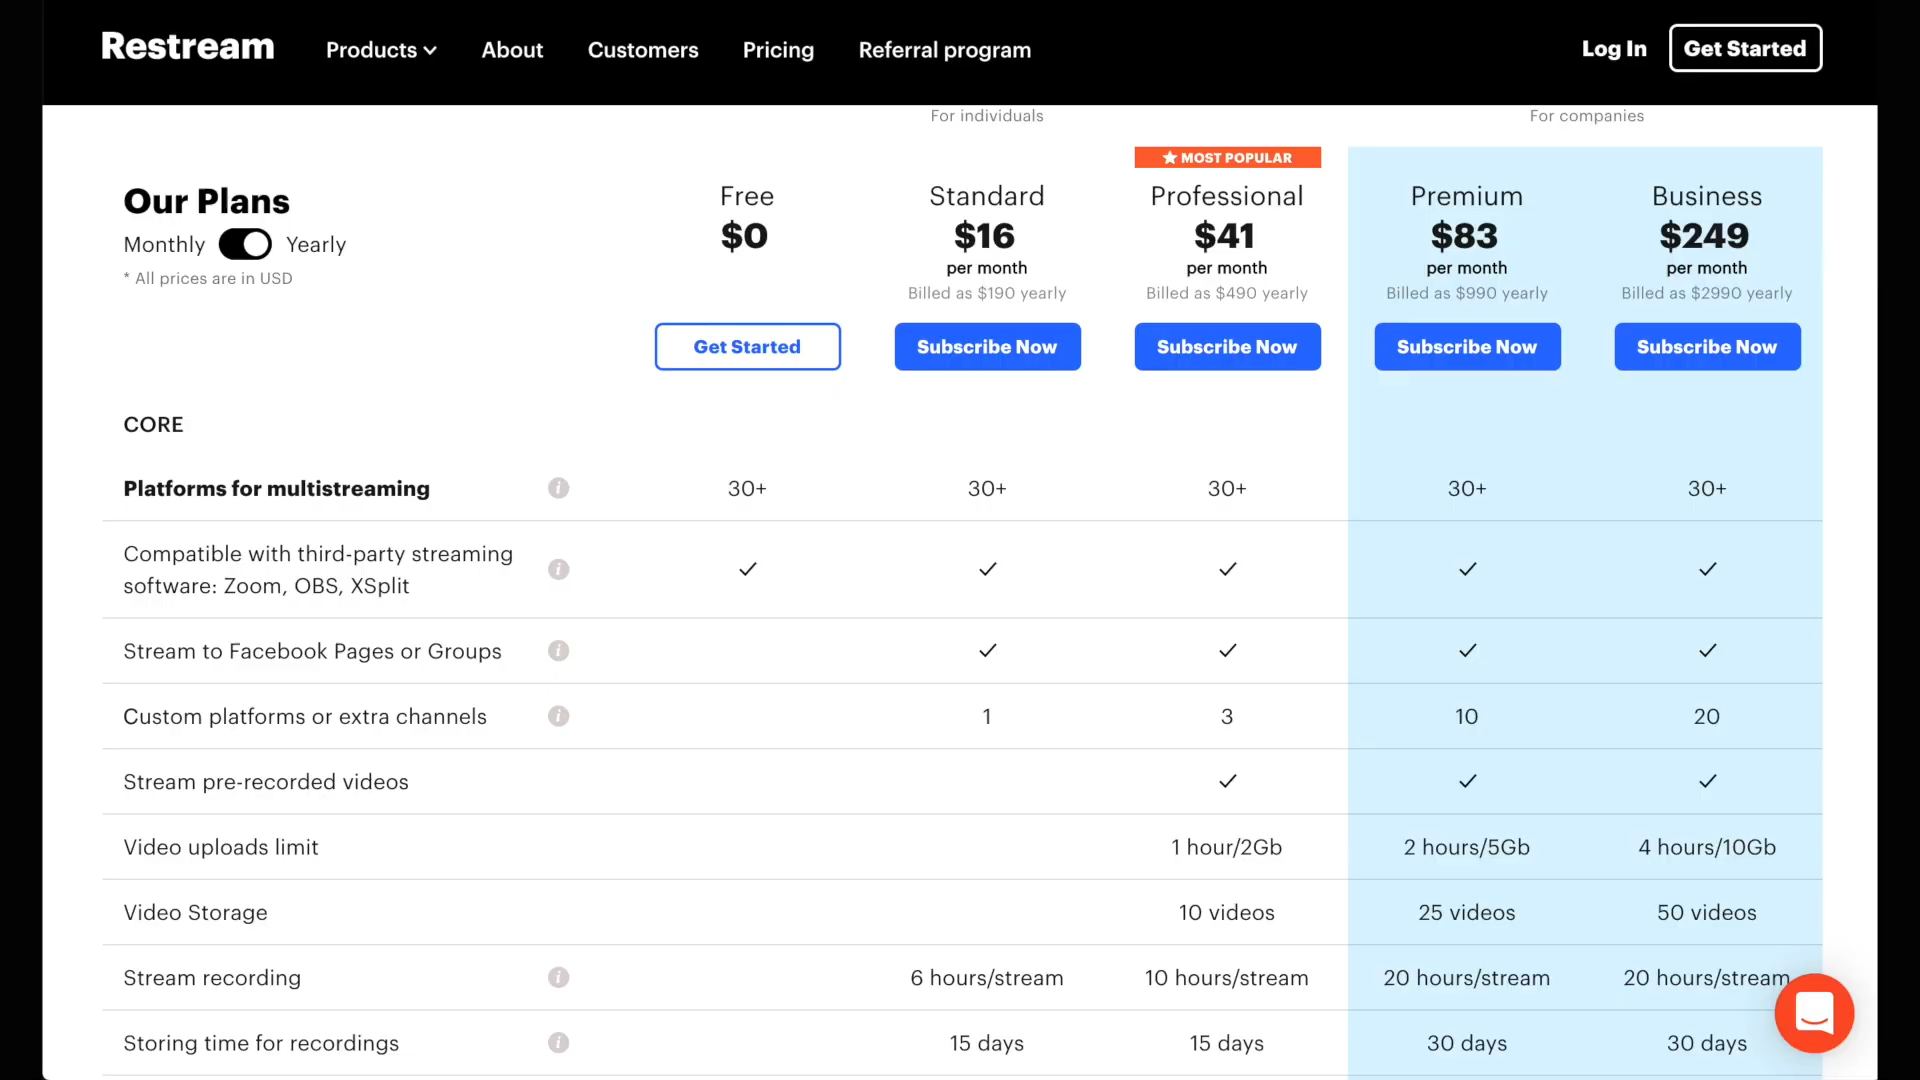 Restream Products About Customers Pricing Referral program Log In Get Started
For individuals For companies
MOST POPULAR
Our Plans Free Standard Professional Premium Business
$0 $16 $41 $83 $249
Monthly Yearly per month per month per month per month
* All prices are in USD Billed as $190 yearly Billed as $490 yearly Billed as $990 yearly Billed as $2990 yearly
Get Started Subscribe Now Subscribe Now Subscribe Now Subscribe Now
CORE
Platforms for multistreaming i 30+ 30+ 30+ 30+ 30+
Compatible with third-party streaming
software: Zoom, OBS, XSplit i
Stream to Facebook Pages or Groups i
Custom platforms or extra channels i 1 3 10 20
Stream pre-recorded videos
Video uploads limit 1 hour/2Gb 2 hours/5Gb 4 hours/10Gb
Video Storage 10 videos 25 videos 50 videos
Stream recording i 6 hours/stream 10 hours/stream 20 hours/stream 20 hours/stream
Storing time for recordings i 15 days 15 days 30 days 30 days